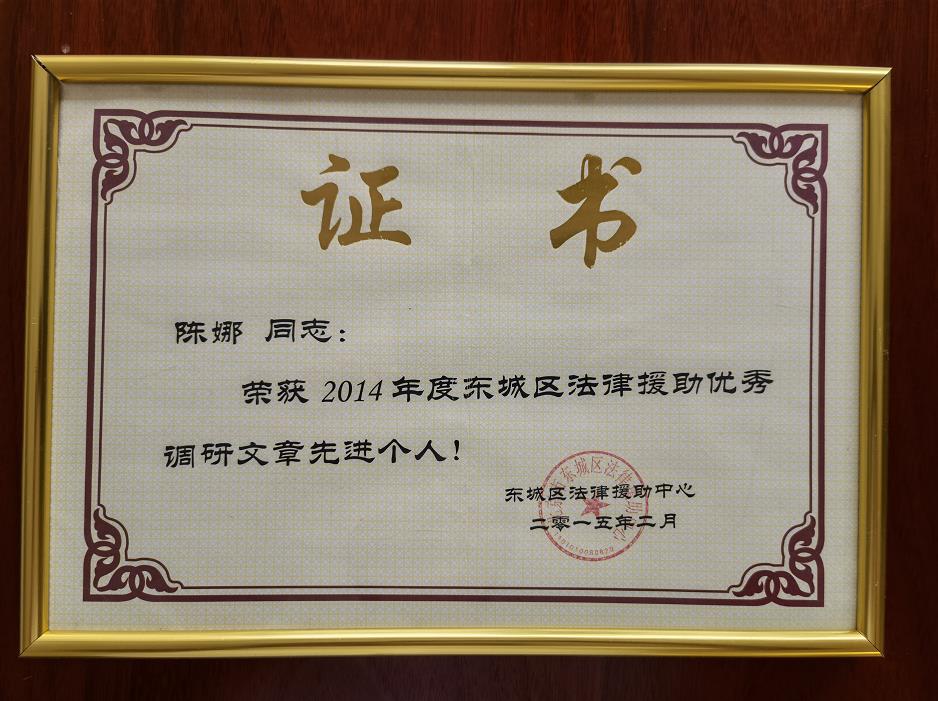 证 书
陈娜 同志：
荣获 2014 年度东城区法律援助优秀
调研文章先进个人！
东城区法律援助中心
二零一五年二月